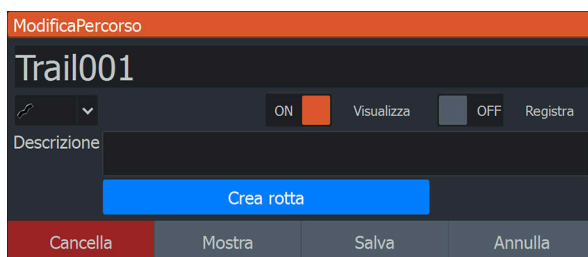 ModificaPercorso
Trail001
ON Visualizza OFF Registra
Descrizione
Crea rotta
Cancella Mostra Salva Annulla